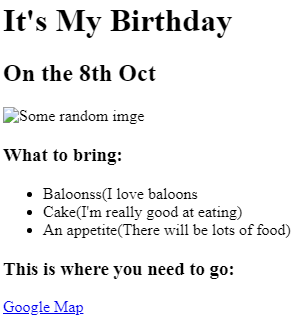 It's My Birthday
On the 8th Oct
Some random imge
What to bring:
Baloonss(I love baloons
Cake(I'm really good at eating)
An appetite(There will be lots of food)
This is where you need to go:
Google Map